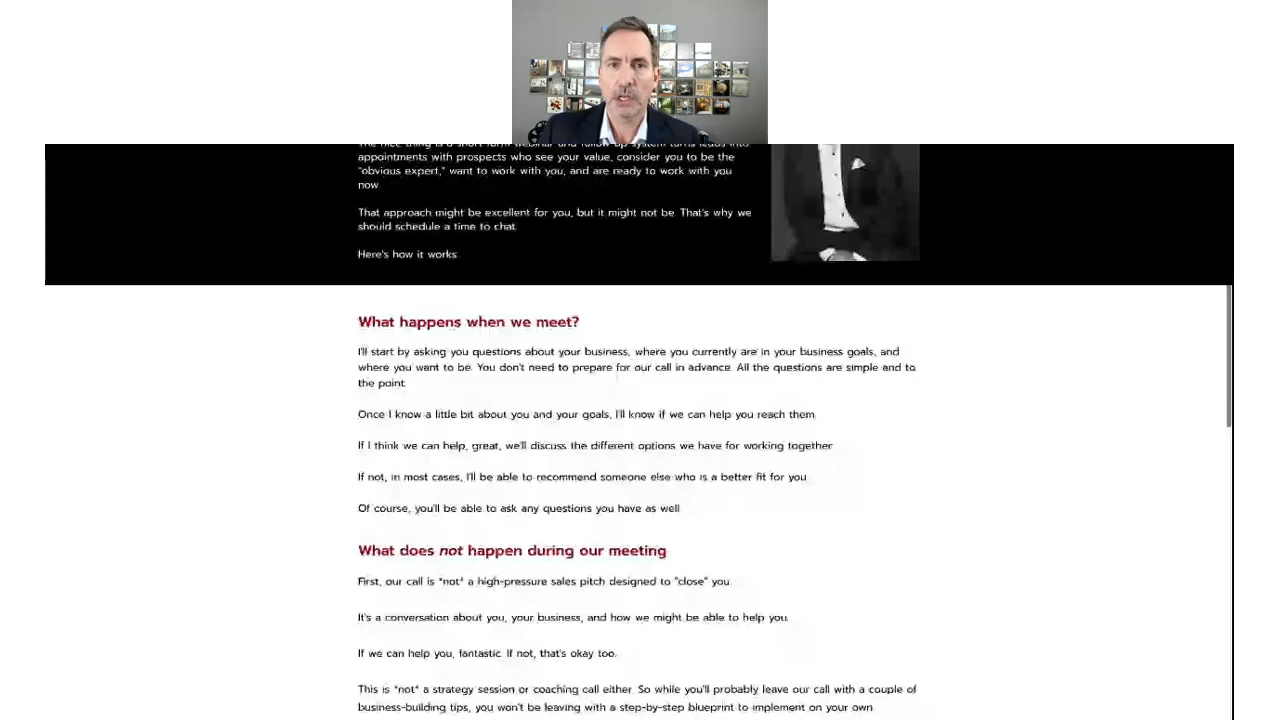 appointments with prospects who see your value, consider you to be the
"obvious expert," want to work with you, and are ready to work with you
now.
That approach might be excellent for you, but it might not be. That's why we
should schedule a time to chat.
Here's how it works
What happens when we meet?
I'll start by asking you questions about your business, where you currently are in your business goals, and
where you want to be. You don't need to prepare for our call in advance. All the questions are simple and to
the point.
Once I know a little bit about you and your goals, I'll know if we can help you reach them.
If I think we can help, great, we'll discuss the different options we have for working together
If not, in most cases, I'll be able to recommend someone else who is a better fit for you
Of course, you'll be able to ask any questions you have as well
What does not happen during our meeting
First, our call is *not* a high-pressure sales pitch designed to "close" you.
It's a conversation about you, your business, and how we might be able to help you.
If we can help you, fantastic. If not, that's okay too.
This is *not* a strategy session or coaching call either. So while you'll probably leave our call with a couple of
business-building tips, you won't be leaving with a step-by-step blueprint to implement on your own